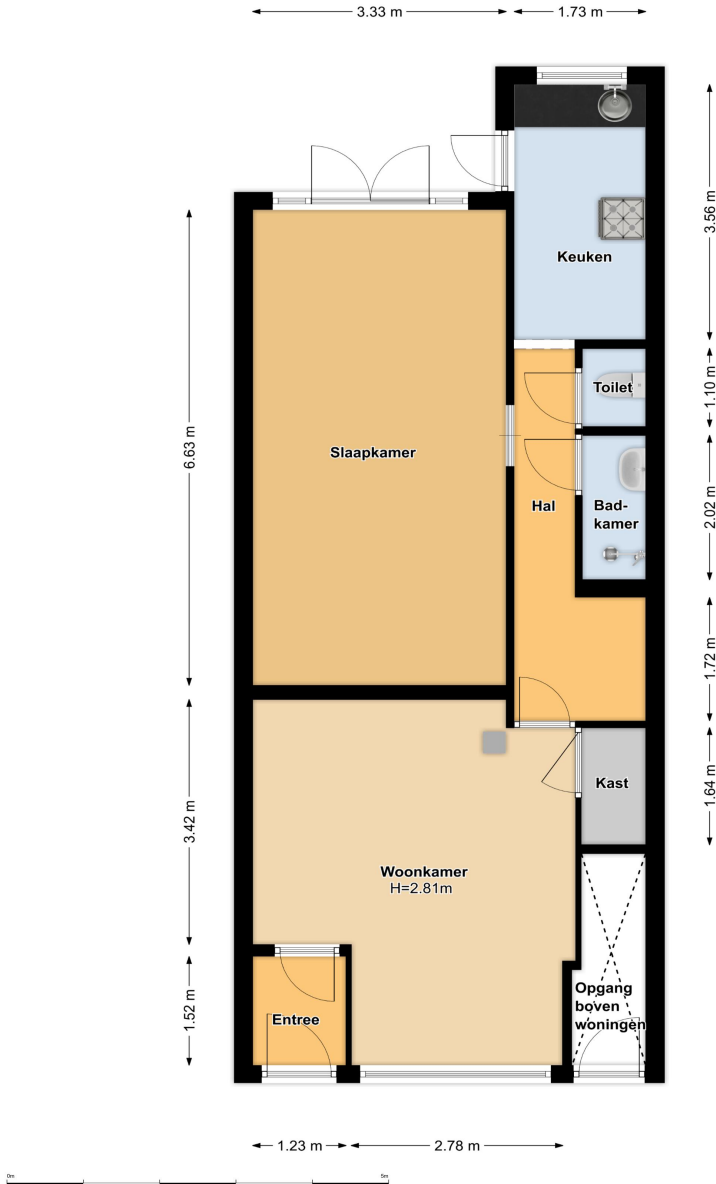 3.33 m
1.73 m
3.56 m
Keuken
1.10 m
Toilet
6.63 m
Slaapkamer
2.02 m
Hal
Bad-
kamer
1.72 m
1.64 m
Kast
3.42 m
Woonkamer
H=2.81m
Opgang
boven
woningen
1.52 m
Entree
1.23 m
2.78 m
0m
5m